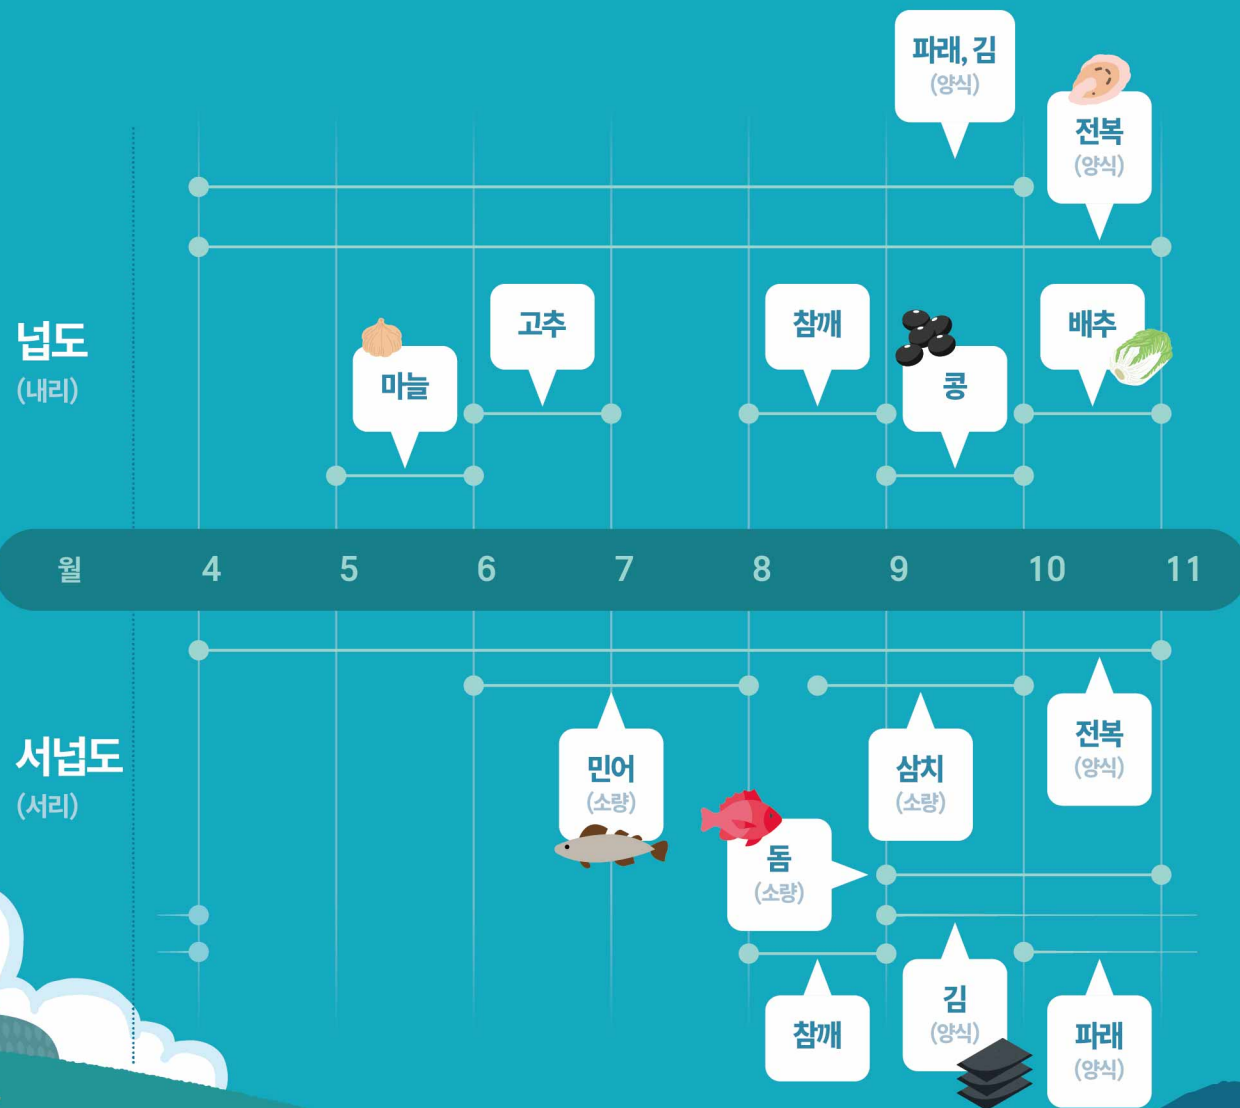 파래, 김
(양식)
전복
(양식)
넙도
(내리)
마늘
고추
참깨
콩
배추
월 4 5 6 7 8 9 10 11
서넙도
(서리)
민어
(소량)
삼치
(소량)
전복
(양식)
돔
(소량)
참깨
김
(양식)
파래
(양식)